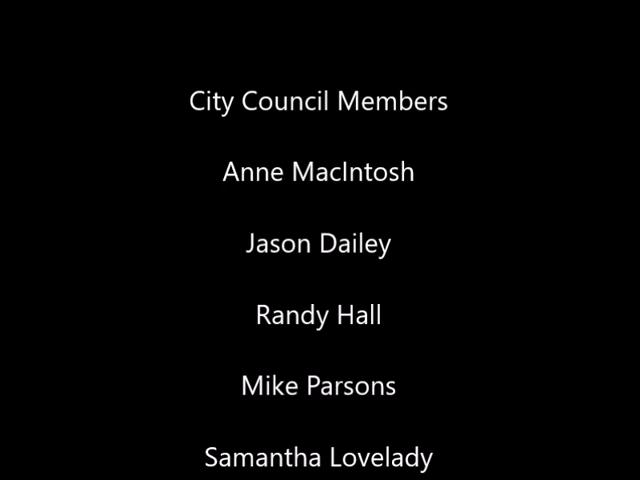 City Council Members
Anne MacIntosh
Jason Dailey
Randy Hall
Mike Parsons
Samantha Lovelady